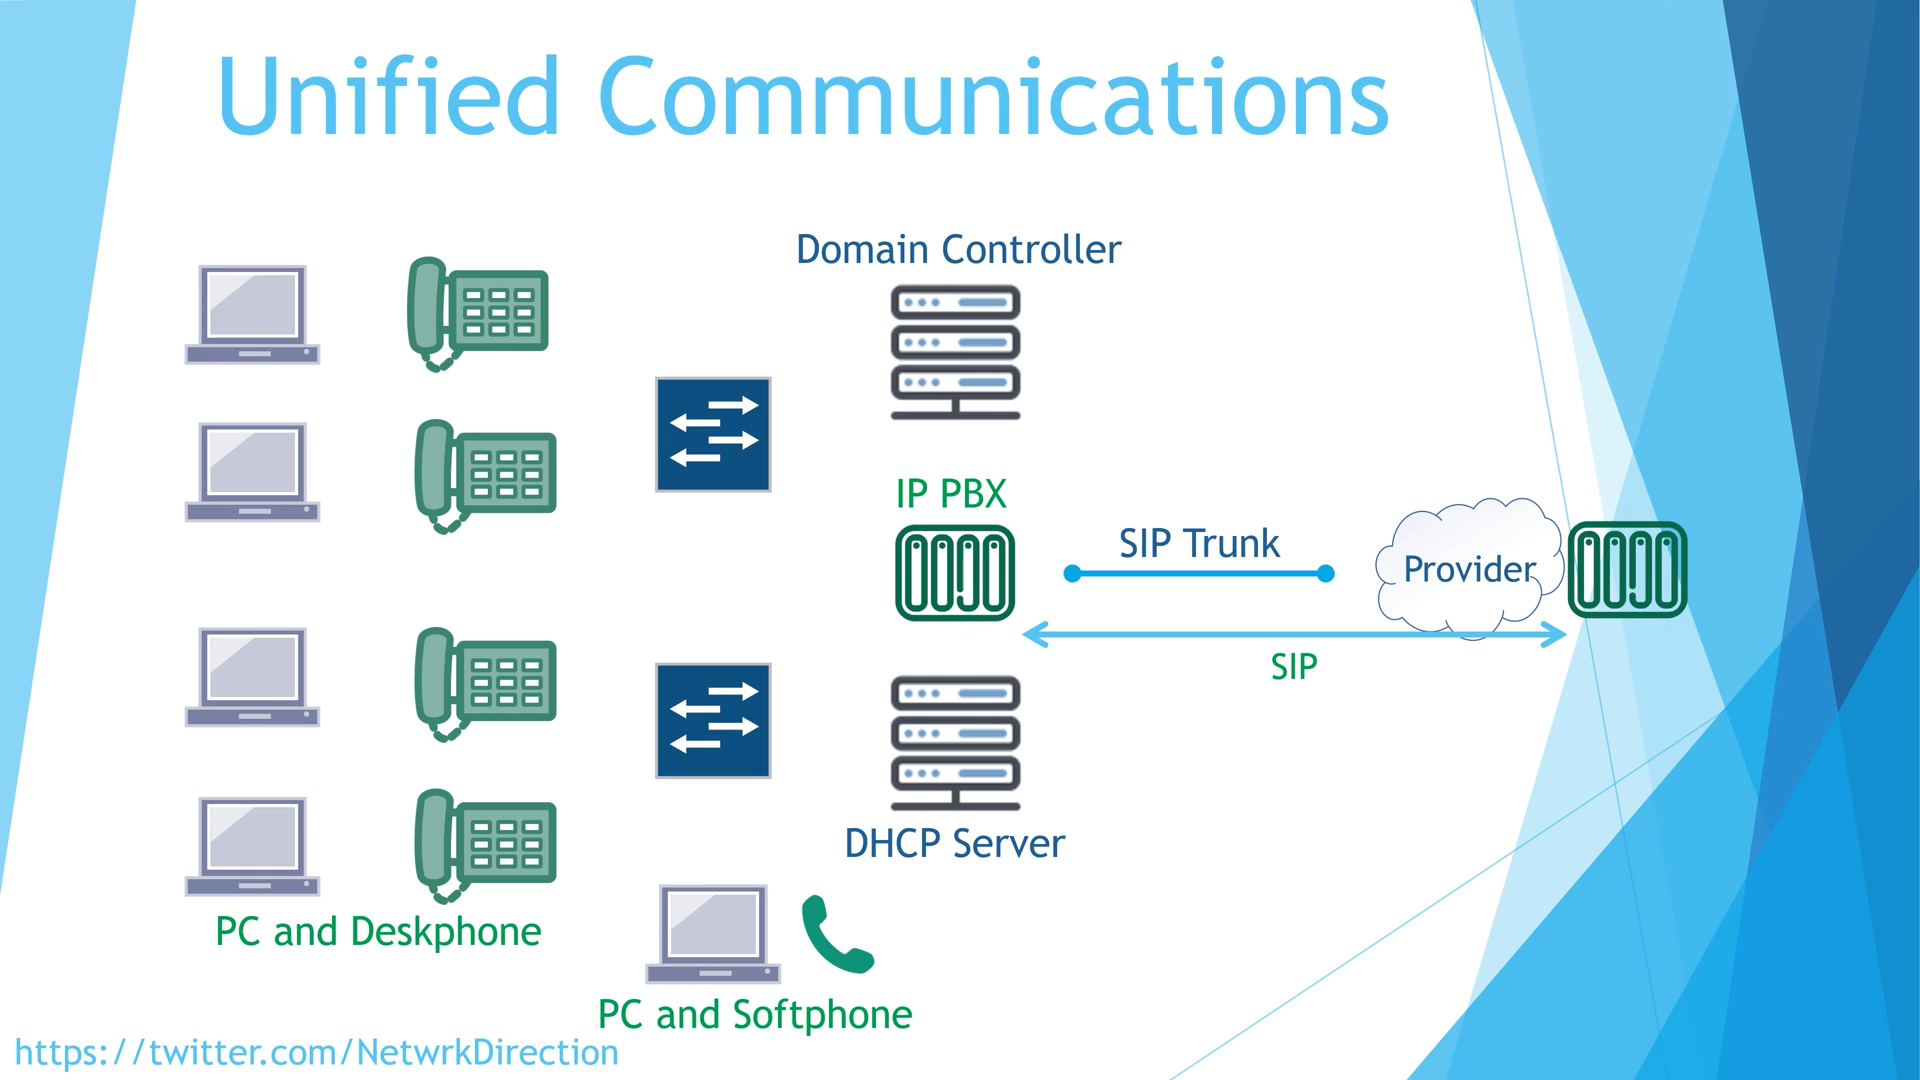 Unified Communications
Domain Controller
IP PBX
SIP Trunk
Provider
SIP
DHCP Server
PC and Deskphone
PC and Softphone
https://twitter.com/NetwrkDirection